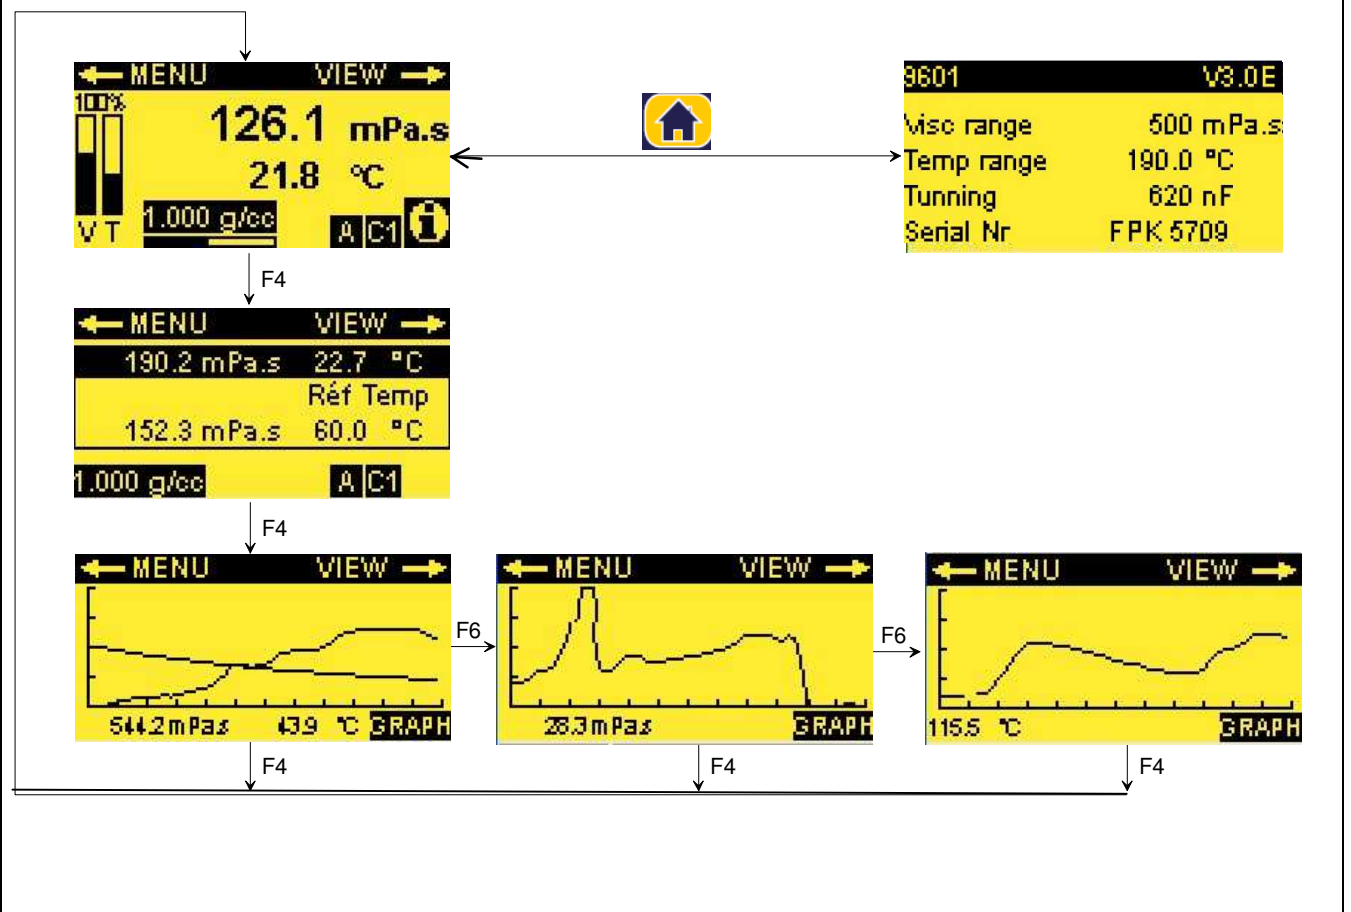 MENU VIEW
100%
126.1 mPa.s
21.8 °C
V T
1.000 g/cc
A C1
9601 V3.0E
Visc range 500 mPa.s
Temp range 190.0 °C
Tunning 620 nF
Serial Nr FPK 5709
F4
MENU VIEW
190.2 mPa.s 22.7 °C
Réf Temp
152.3 mPa.s 60.0 °C
1.000 g/cc A C1
F4
MENU VIEW
544.2 mPa.s 43.9 °C GRAPH
F6
MENU VIEW
28.3 mPa.s GRAPH
F6
MENU VIEW
115.5 °C GRAPH
F4
F4
F4